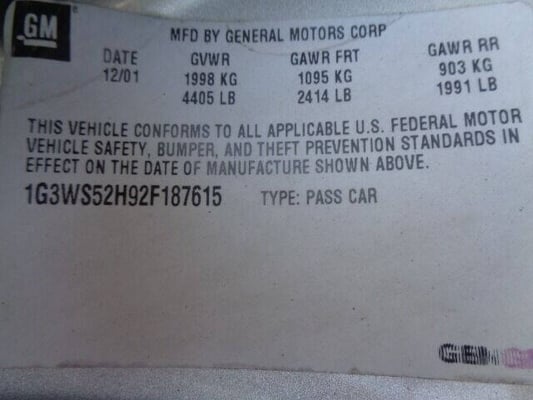 GM
MFD BY GENERAL MOTORS CORP
DATE GVWR GAWR FRT GAWR RR
12/01 1998 KG 1095 KG 903 KG
4405 LB 2414 LB 1991 LB
THIS VEHICLE CONFORMS TO ALL APPLICABLE U.S. FEDERAL MOTOR
VEHICLE SAFETY, BUMPER, AND THEFT PREVENTION STANDARDS IN
EFFECT ON THE DATE OF MANUFACTURE SHOWN ABOVE.
1G3WS52H92F187615 TYPE: PASS CAR